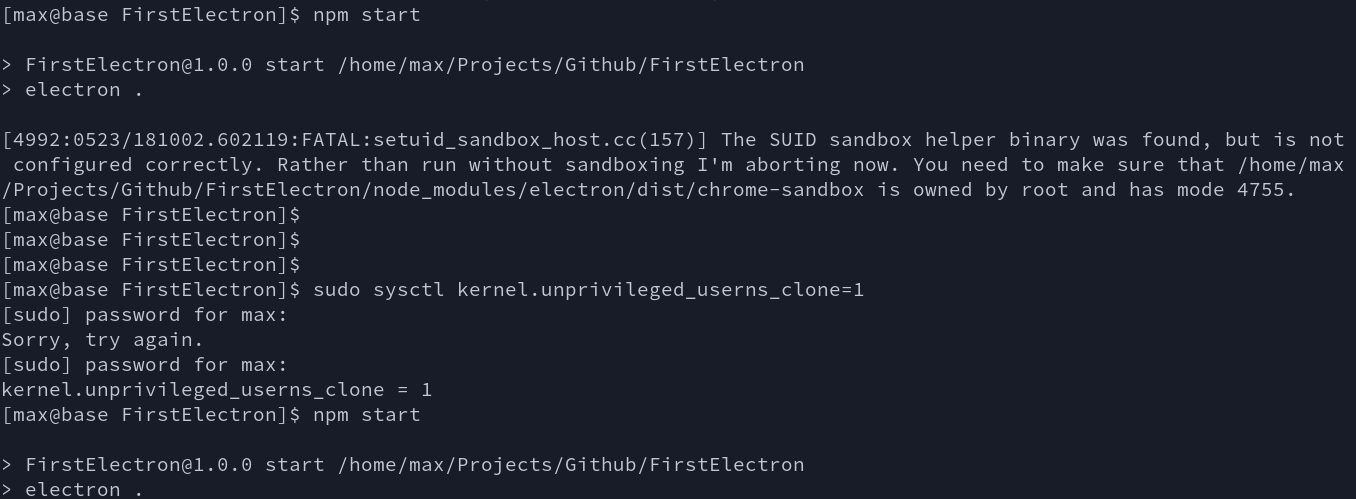 [max@base FirstElectron]$ npm start
> FirstElectron@1.0.0 start /home/max/Projects/Github/FirstElectron
> electron .
[4992:0523/181002.602119:FATAL:setuid_sandbox_host.cc(157)] The SUID sandbox helper binary was found, but is not
 configured correctly. Rather than run without sandboxing I'm aborting now. You need to make sure that /home/max
/Projects/Github/FirstElectron/node_modules/electron/dist/chrome-sandbox is owned by root and has mode 4755.
[max@base FirstElectron]$
[max@base FirstElectron]$
[max@base FirstElectron]$
[max@base FirstElectron]$ sudo sysctl kernel.unprivileged_userns_clone=1
[sudo] password for max:
Sorry, try again.
[sudo] password for max:
kernel.unprivileged_userns_clone = 1
[max@base FirstElectron]$ npm start
> FirstElectron@1.0.0 start /home/max/Projects/Github/FirstElectron
> electron .